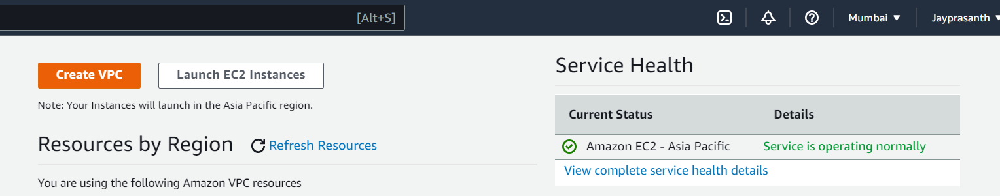 [Alt+S]
Mumbai
Jayprasanth
Create VPC
Launch EC2 Instances
Note: Your Instances will launch in the Asia Pacific region.
Resources by Region
Refresh Resources
You are using the following Amazon VPC resources
Service Health
Current Status Details
Amazon EC2 - Asia Pacific Service is operating normally
View complete service health details